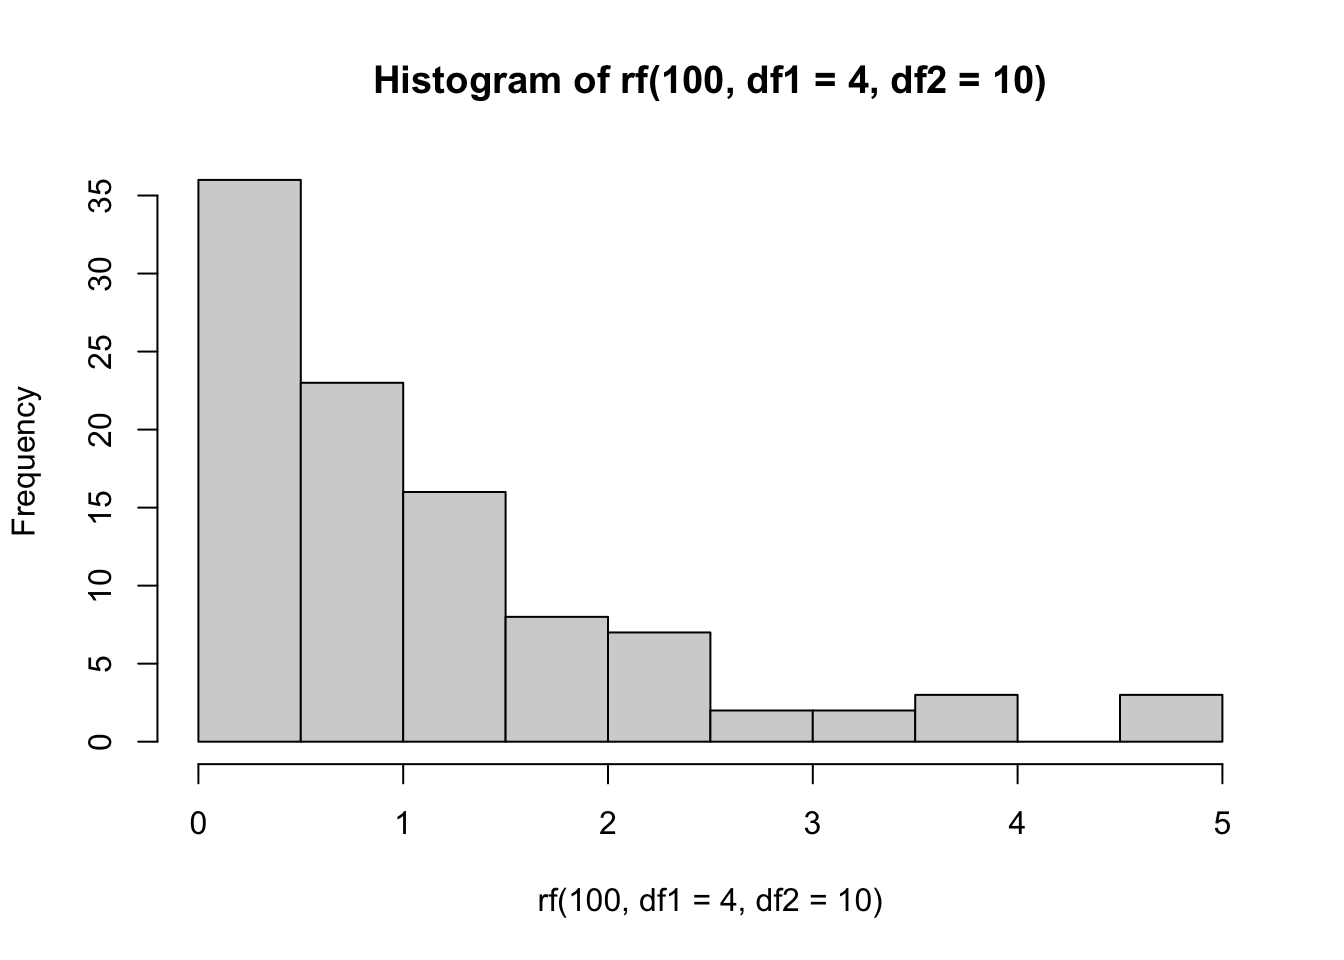 Histogram of rf(100, df1 = 4, df2 = 10)
Frequency
35
30
25
20
15
10
5
0
0 1 2 3 4 5
rf(100, df1 = 4, df2 = 10)